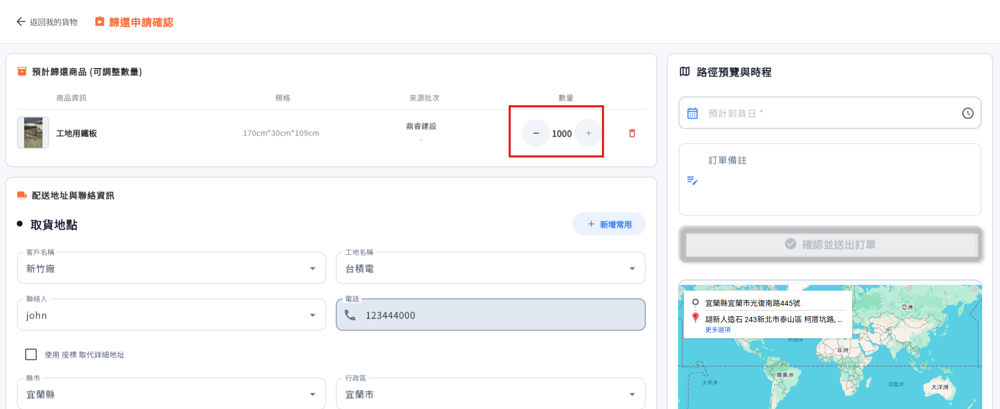 返回我的貨物
歸還申請確認
預計歸還商品 (可調整數量)
商品資訊 規格 來源批次 數量
工地用鐵板 170cm*30cm*109cm 鼎睿建設 - − 1000 +
配送地址與聯絡資訊
取貨地點
+ 新增常用
客戶名稱
新竹廠
工地名稱
台積電
聯絡人
john
電話
123444000
使用 座標 取代詳細地址
縣市
宜蘭縣
行政區
宜蘭市
路徑預覽與時程
預計到貨日 *
訂單備註
確認並送出訂單
宜蘭縣宜蘭市光復南路445號
翃新人造石 243新北市泰山區 柯厝坑路, ...
更多選項
亞洲
大西洋
非洲
南美洲
太平洋
印度洋
大洋洲